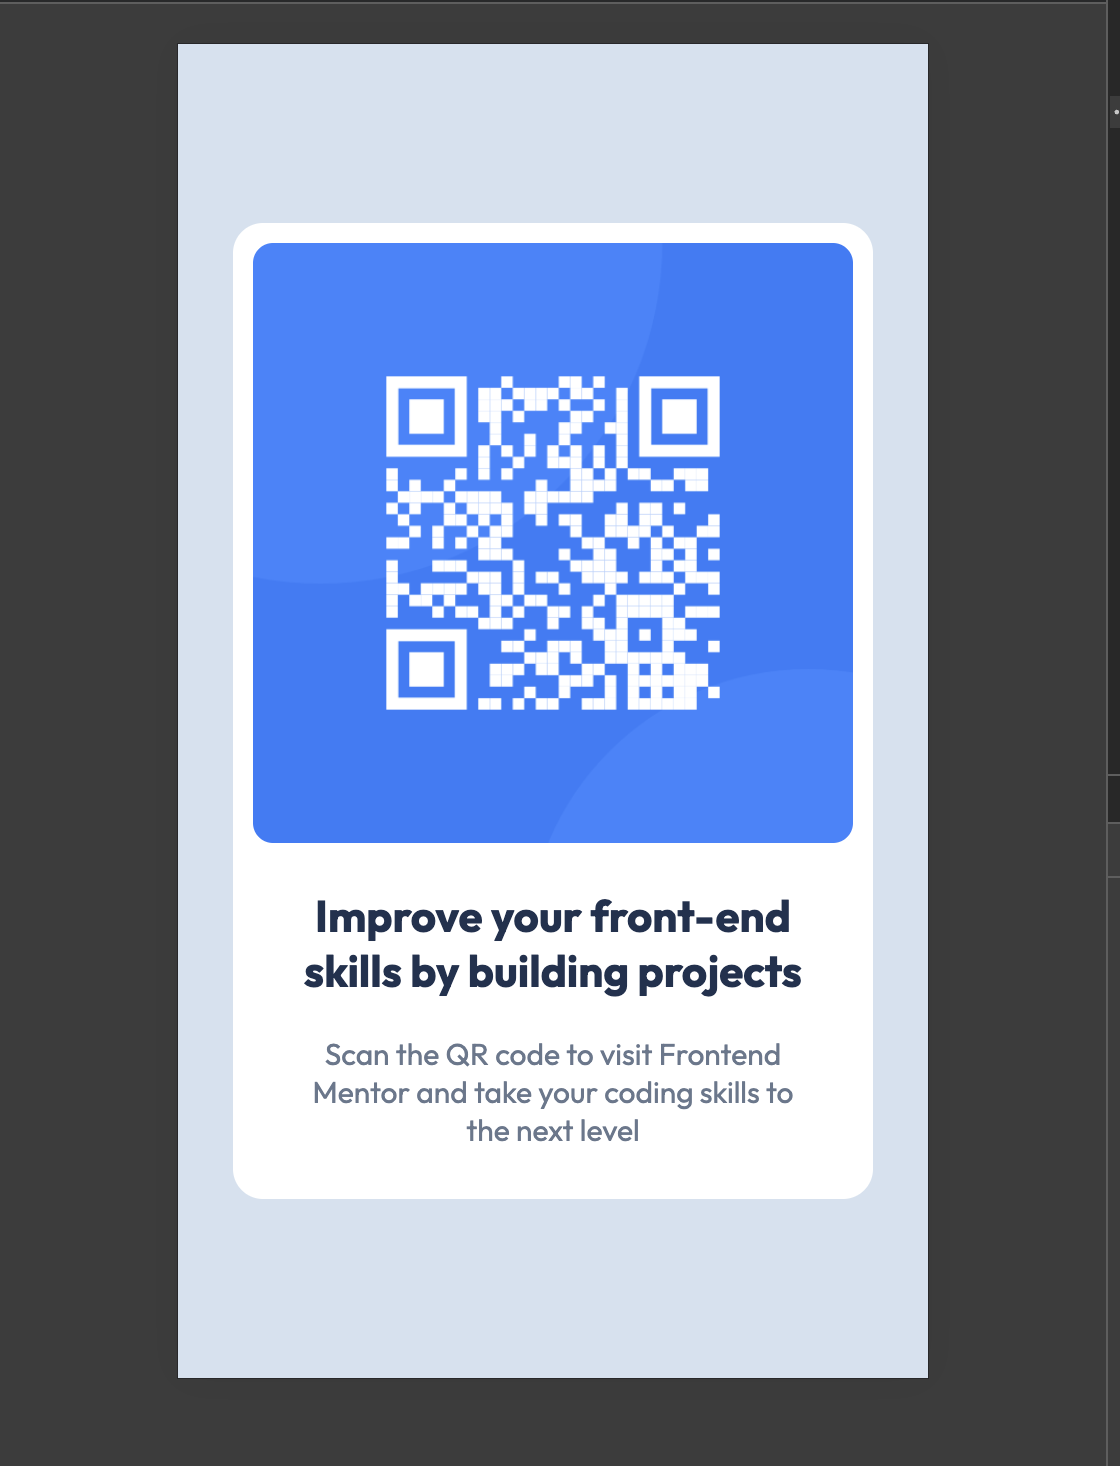 Improve your front-end
skills by building projects
Scan the QR code to visit Frontend
Mentor and take your coding skills to
the next level